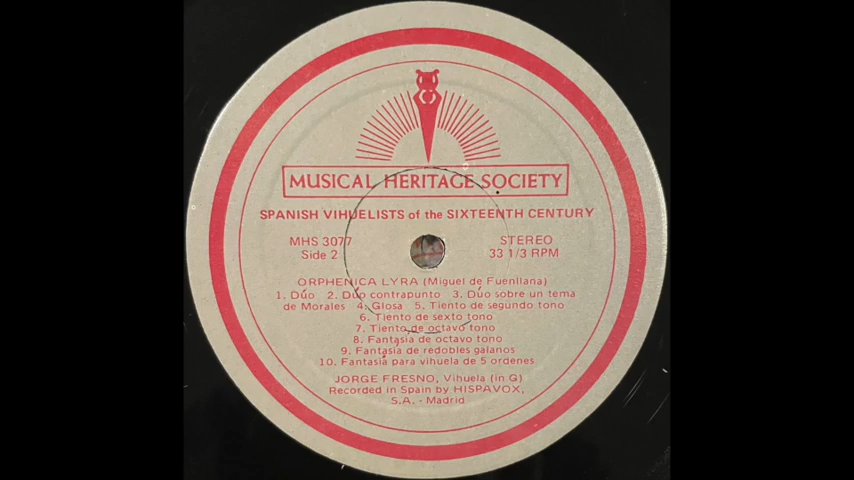 MUSICAL HERITAGE SOCIETY
SPANISH VIHUELISTS of the SIXTEENTH CENTURY
MHS 3077 STEREO
Side 2 33 1/3 RPM
ORPHENICA LYRA (Miguel de Fuenllana)
1. Dúo 2. Dúo contrapunto 3. Dúo sobre un tema
de Morales 4. Glosa 5. Tiento de segundo tono
6. Tiento de sexto tono
7. Tiento de octavo tono
8. Fantasía de octavo tono
9. Fantasía de redobles galanos
10. Fantasía para vihuela de 5 ordenes
JORGE FRESNO, Vihuela (in G)
Recorded in Spain by HISPAVOX,
S.A. - Madrid